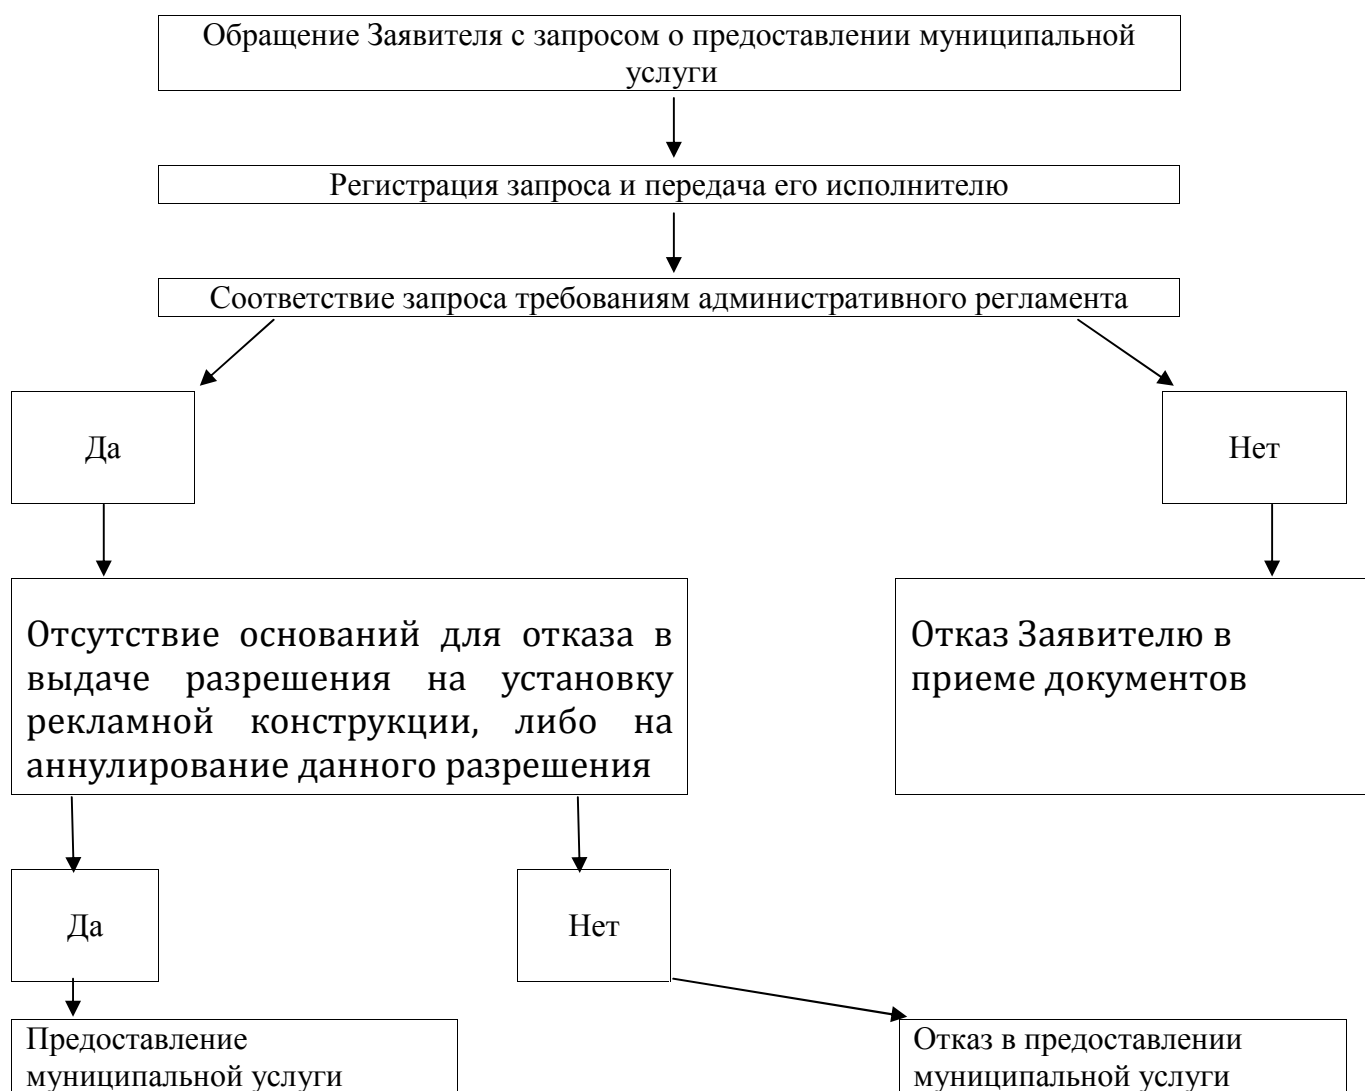 Обращение Заявителя с запросом о предоставлении муниципальной
услуги
Регистрация запроса и передача его исполнителю
Соответствие запроса требованиям административного регламента
Да
Нет
Отсутствие оснований для отказа в
выдаче разрешения на установку
рекламной конструкции, либо на
аннулирование данного разрешения
Отказ Заявителю в
приеме документов
Да
Нет
Предоставление
муниципальной услуги
Отказ в предоставлении
муниципальной услуги